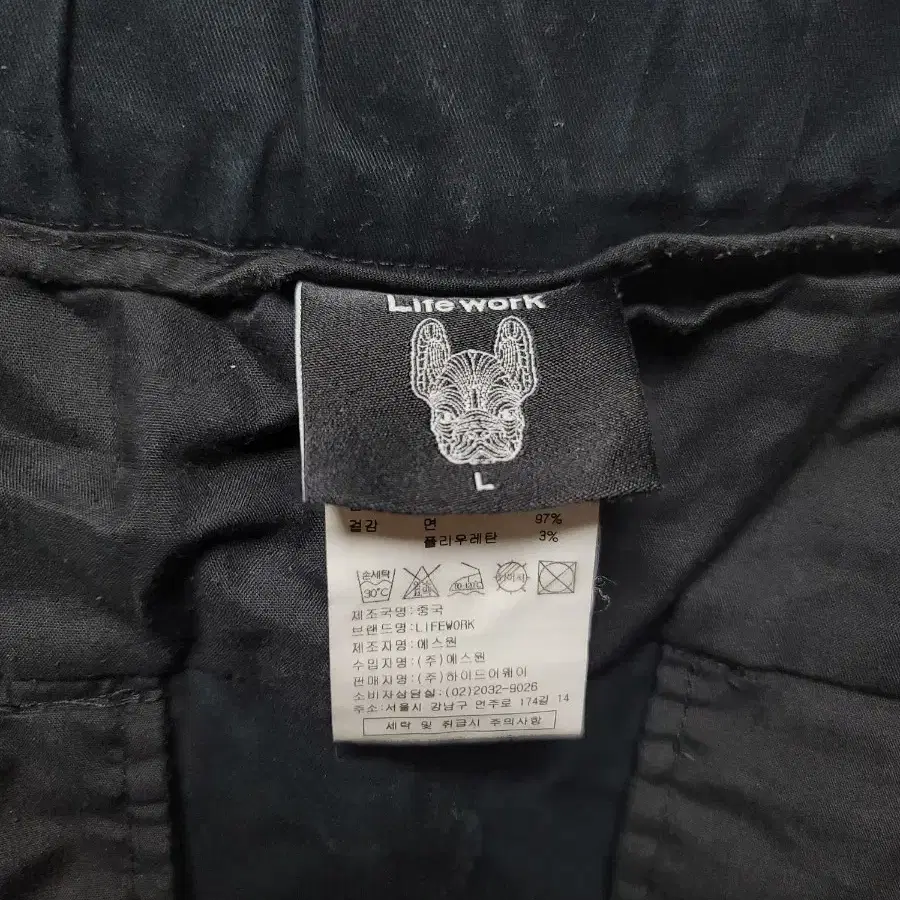 Lifework
L
겉감 면 97%
폴리우레탄 3%
손세탁
30°C
제조국명:중국
브랜드명:LIFEWORK
제조자명:에스원
수입자명:(주)에스원
판매자명:(주)하이드어웨이
소비자상담실:(02)2032-9026
주소:서울시 강남구 언주로 174길 14
세탁 및 취급시 주의사항